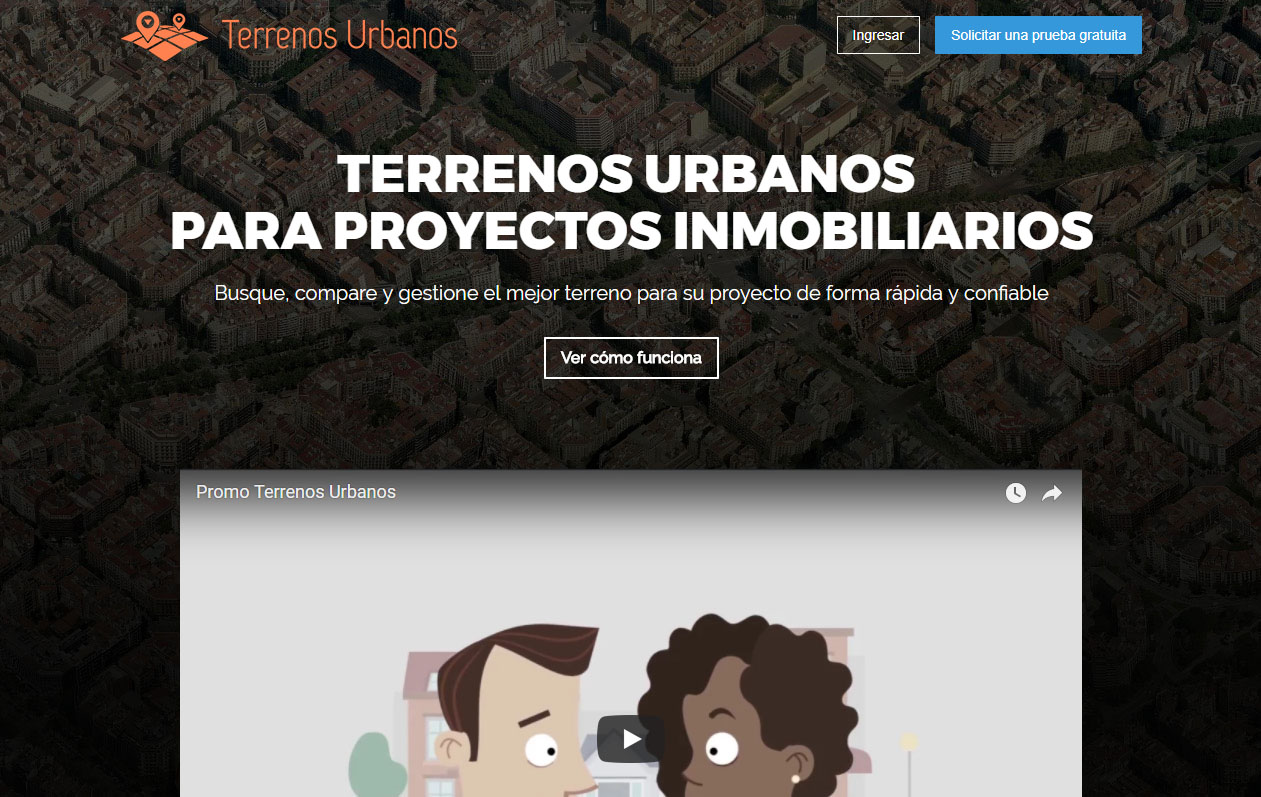 Terrenos Urbanos
Ingresar
Solicitar una prueba gratuita
TERRENOS URBANOS
PARA PROYECTOS INMOBILIARIOS
Busque, compare y gestione el mejor terreno para su proyecto de forma rápida y confiable
Ver cómo funciona
Promo Terrenos Urbanos